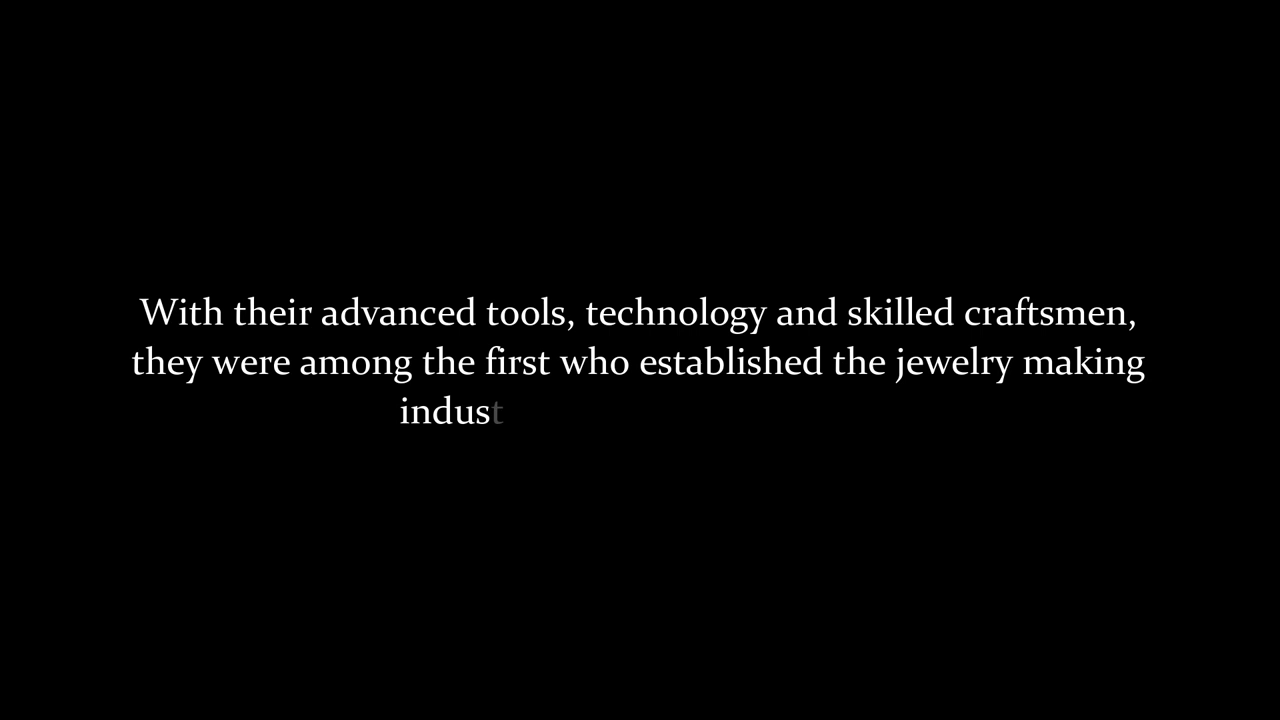 With their advanced tools, technology and skilled craftsmen,
they were among the first who established the jewelry making
indust